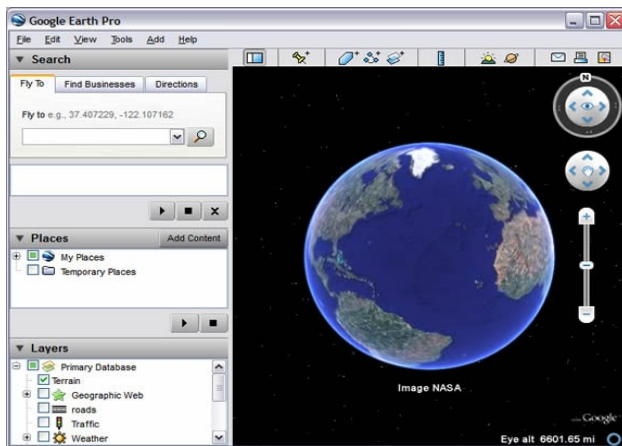 Google Earth Pro
File Edit View Tools Add Help
Search
Fly To Find Businesses Directions
Fly to e.g., 37.407229, -122.107162
Places Add Content
My Places
Temporary Places
Layers
Primary Database
Terrain
Geographic Web
roads
Traffic
Weather
N
Image NASA
Google
Eye alt 6601.65 mi